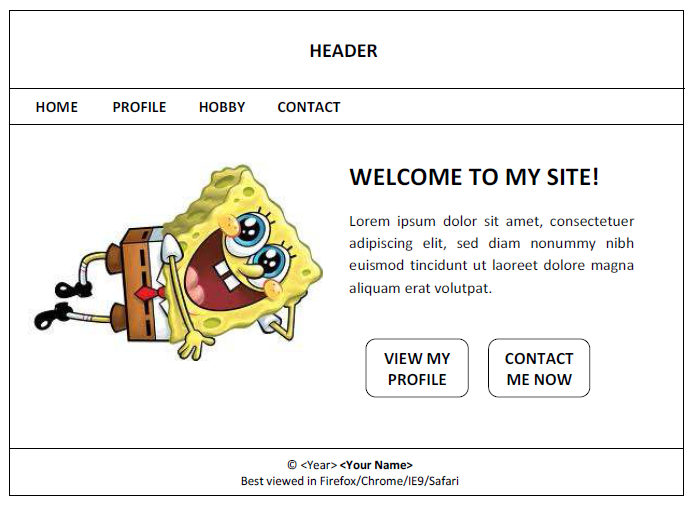 HEADER
HOME PROFILE HOBBY CONTACT
WELCOME TO MY SITE!
Lorem ipsum dolor sit amet, consectetuer
adipiscing elit, sed diam nonummy nibh
euismod tincidunt ut laoreet dolore magna
aliquam erat volutpat.
VIEW MY
PROFILE
CONTACT
ME NOW
© <Year> <Your Name>
Best viewed in Firefox/Chrome/IE9/Safari